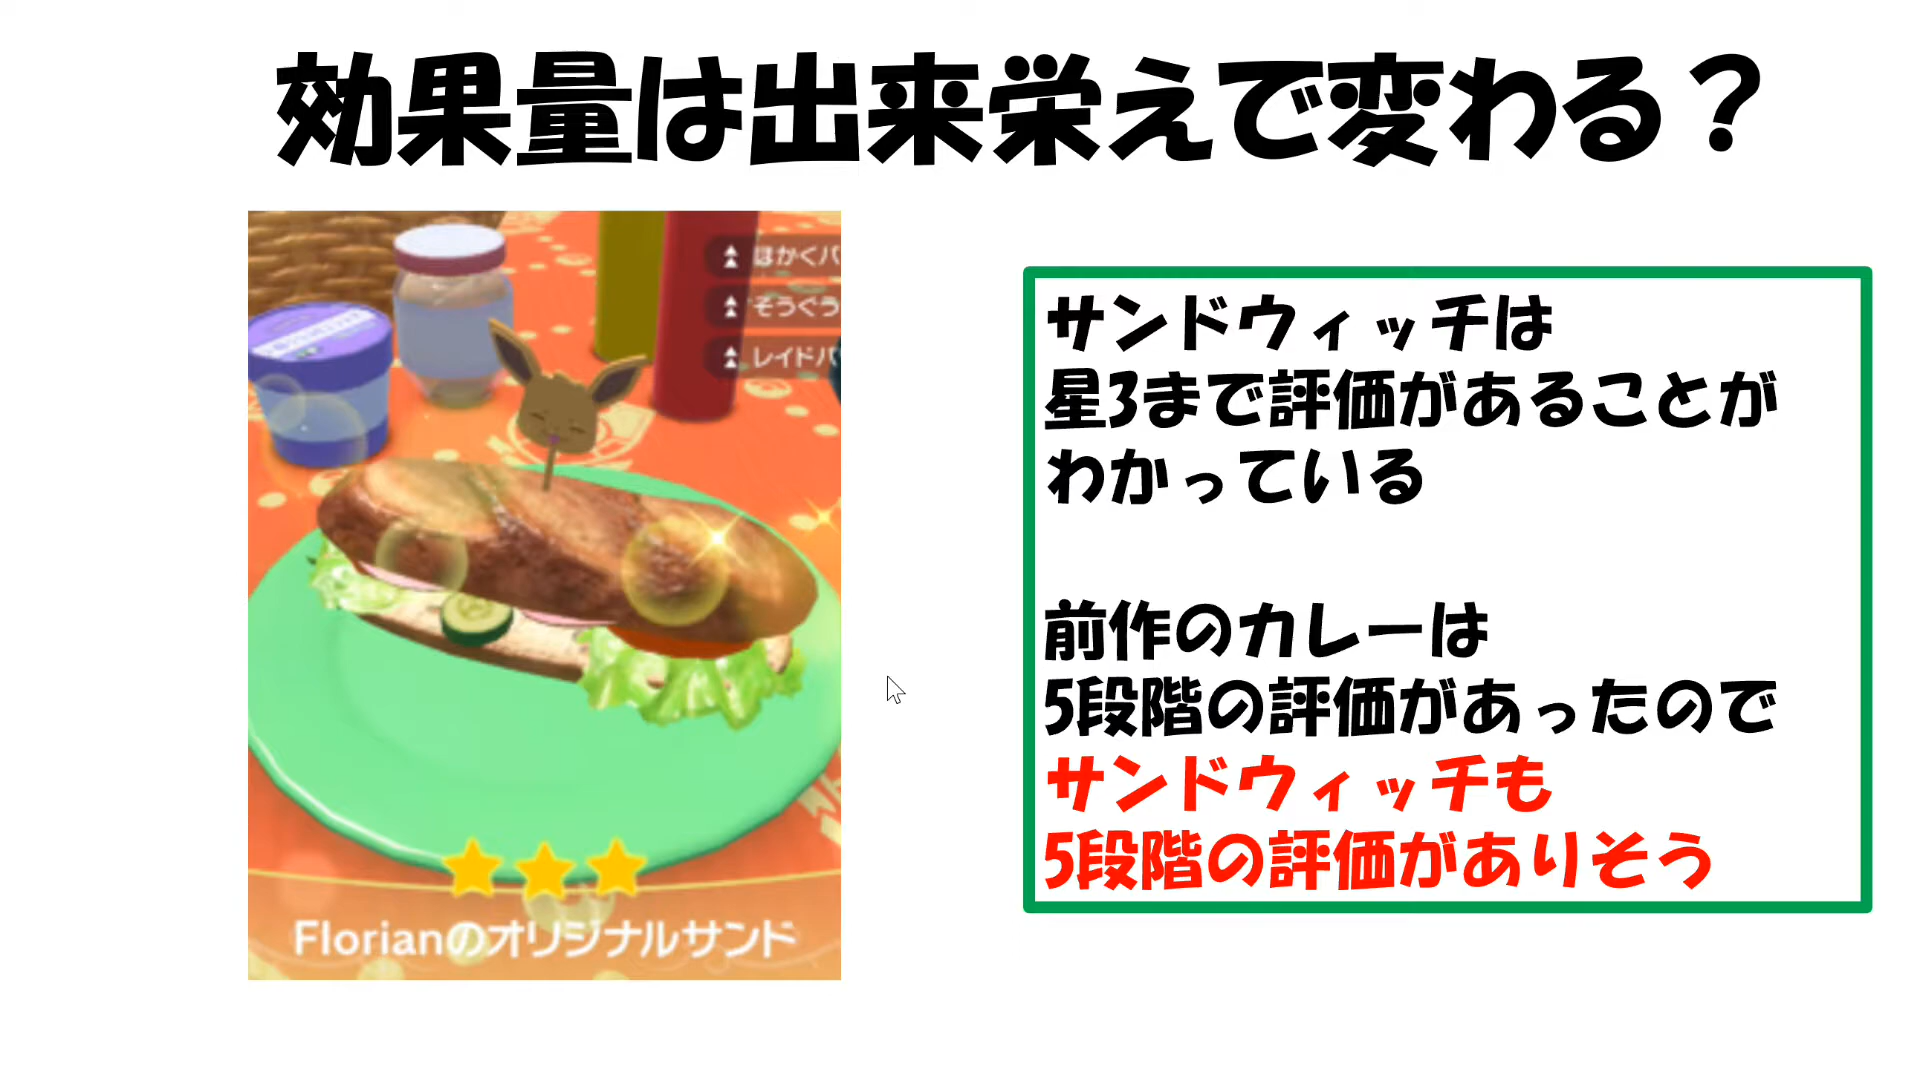 効果量は出来栄えで変わる？
ほかくパ
そうぐう
レイドパ
Florianのオリジナルサンド
サンドウィッチは
星3まで評価があることが
わかっている
前作のカレーは
5段階の評価があったので
サンドウィッチも
5段階の評価がありそう